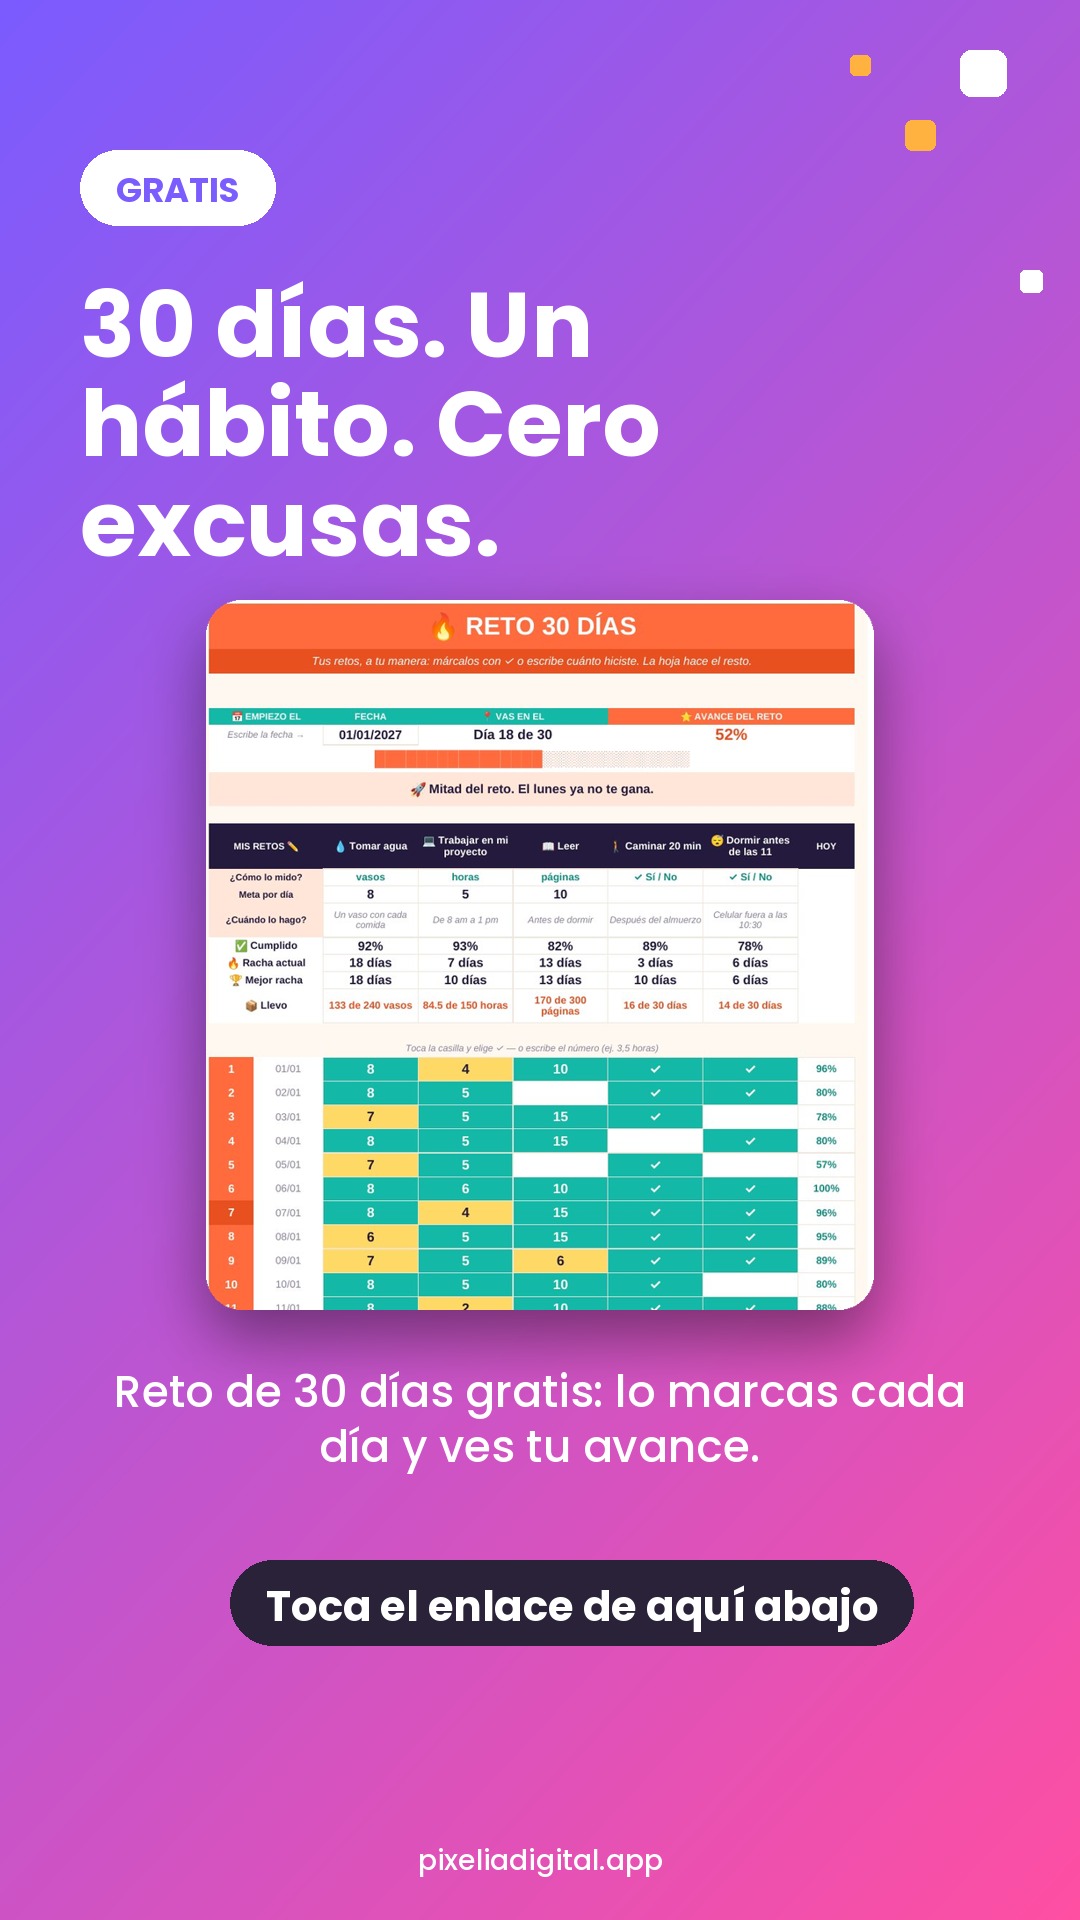 GRATIS
30 días. Un
hábito. Cero
excusas.
🔥 RETO 30 DÍAS
Tus retos, a tu manera: márcalos con ✓ o escribe cuánto hiciste. La hoja hace el resto.
📅 EMPIEZO EL FECHA 📍 VAS EN EL ⭐ AVANCE DEL RETO
Escribe la fecha → 01/01/2027 Día 18 de 30 52%
🚀 Mitad del reto. El lunes ya no te gana.
MIS RETOS ✏️ 💧 Tomar agua 💻 Trabajar en mi proyecto 📖 Leer 🚶 Caminar 20 min 😴 Dormir antes de las 11 HOY
¿Cómo lo mido? vasos horas páginas ✓ Sí / No ✓ Sí / No
Meta por día 8 5 10
¿Cuándo lo hago? Un vaso con cada comida De 8 am a 1 pm Antes de dormir Después del almuerzo Celular fuera a las 10:30
✅ Cumplido 92% 93% 82% 89% 78%
🔥 Racha actual 18 días 7 días 13 días 3 días 6 días
🏆 Mejor racha 18 días 10 días 13 días 10 días 6 días
📦 Llevo 133 de 240 vasos 84.5 de 150 horas 170 de 300 páginas 16 de 30 días 14 de 30 días
Toca la casilla y elige ✓ — o escribe el número (ej. 3,5 horas)
1 01/01 8 4 10 ✓ ✓ 96%
2 02/01 8 5 ✓ ✓ 80%
3 03/01 7 5 15 ✓ 78%
4 04/01 8 5 15 ✓ 80%
5 05/01 7 5 ✓ 57%
6 06/01 8 6 10 ✓ ✓ 100%
7 07/01 8 4 15 ✓ ✓ 96%
8 08/01 6 5 15 ✓ ✓ 95%
9 09/01 7 5 6 ✓ ✓ 89%
10 10/01 8 5 10 ✓ 80%
11 11/01 8 2 10 ✓ ✓ 88%
Reto de 30 días gratis: lo marcas cada
día y ves tu avance.
Toca el enlace de aquí abajo
pixeliadigital.app